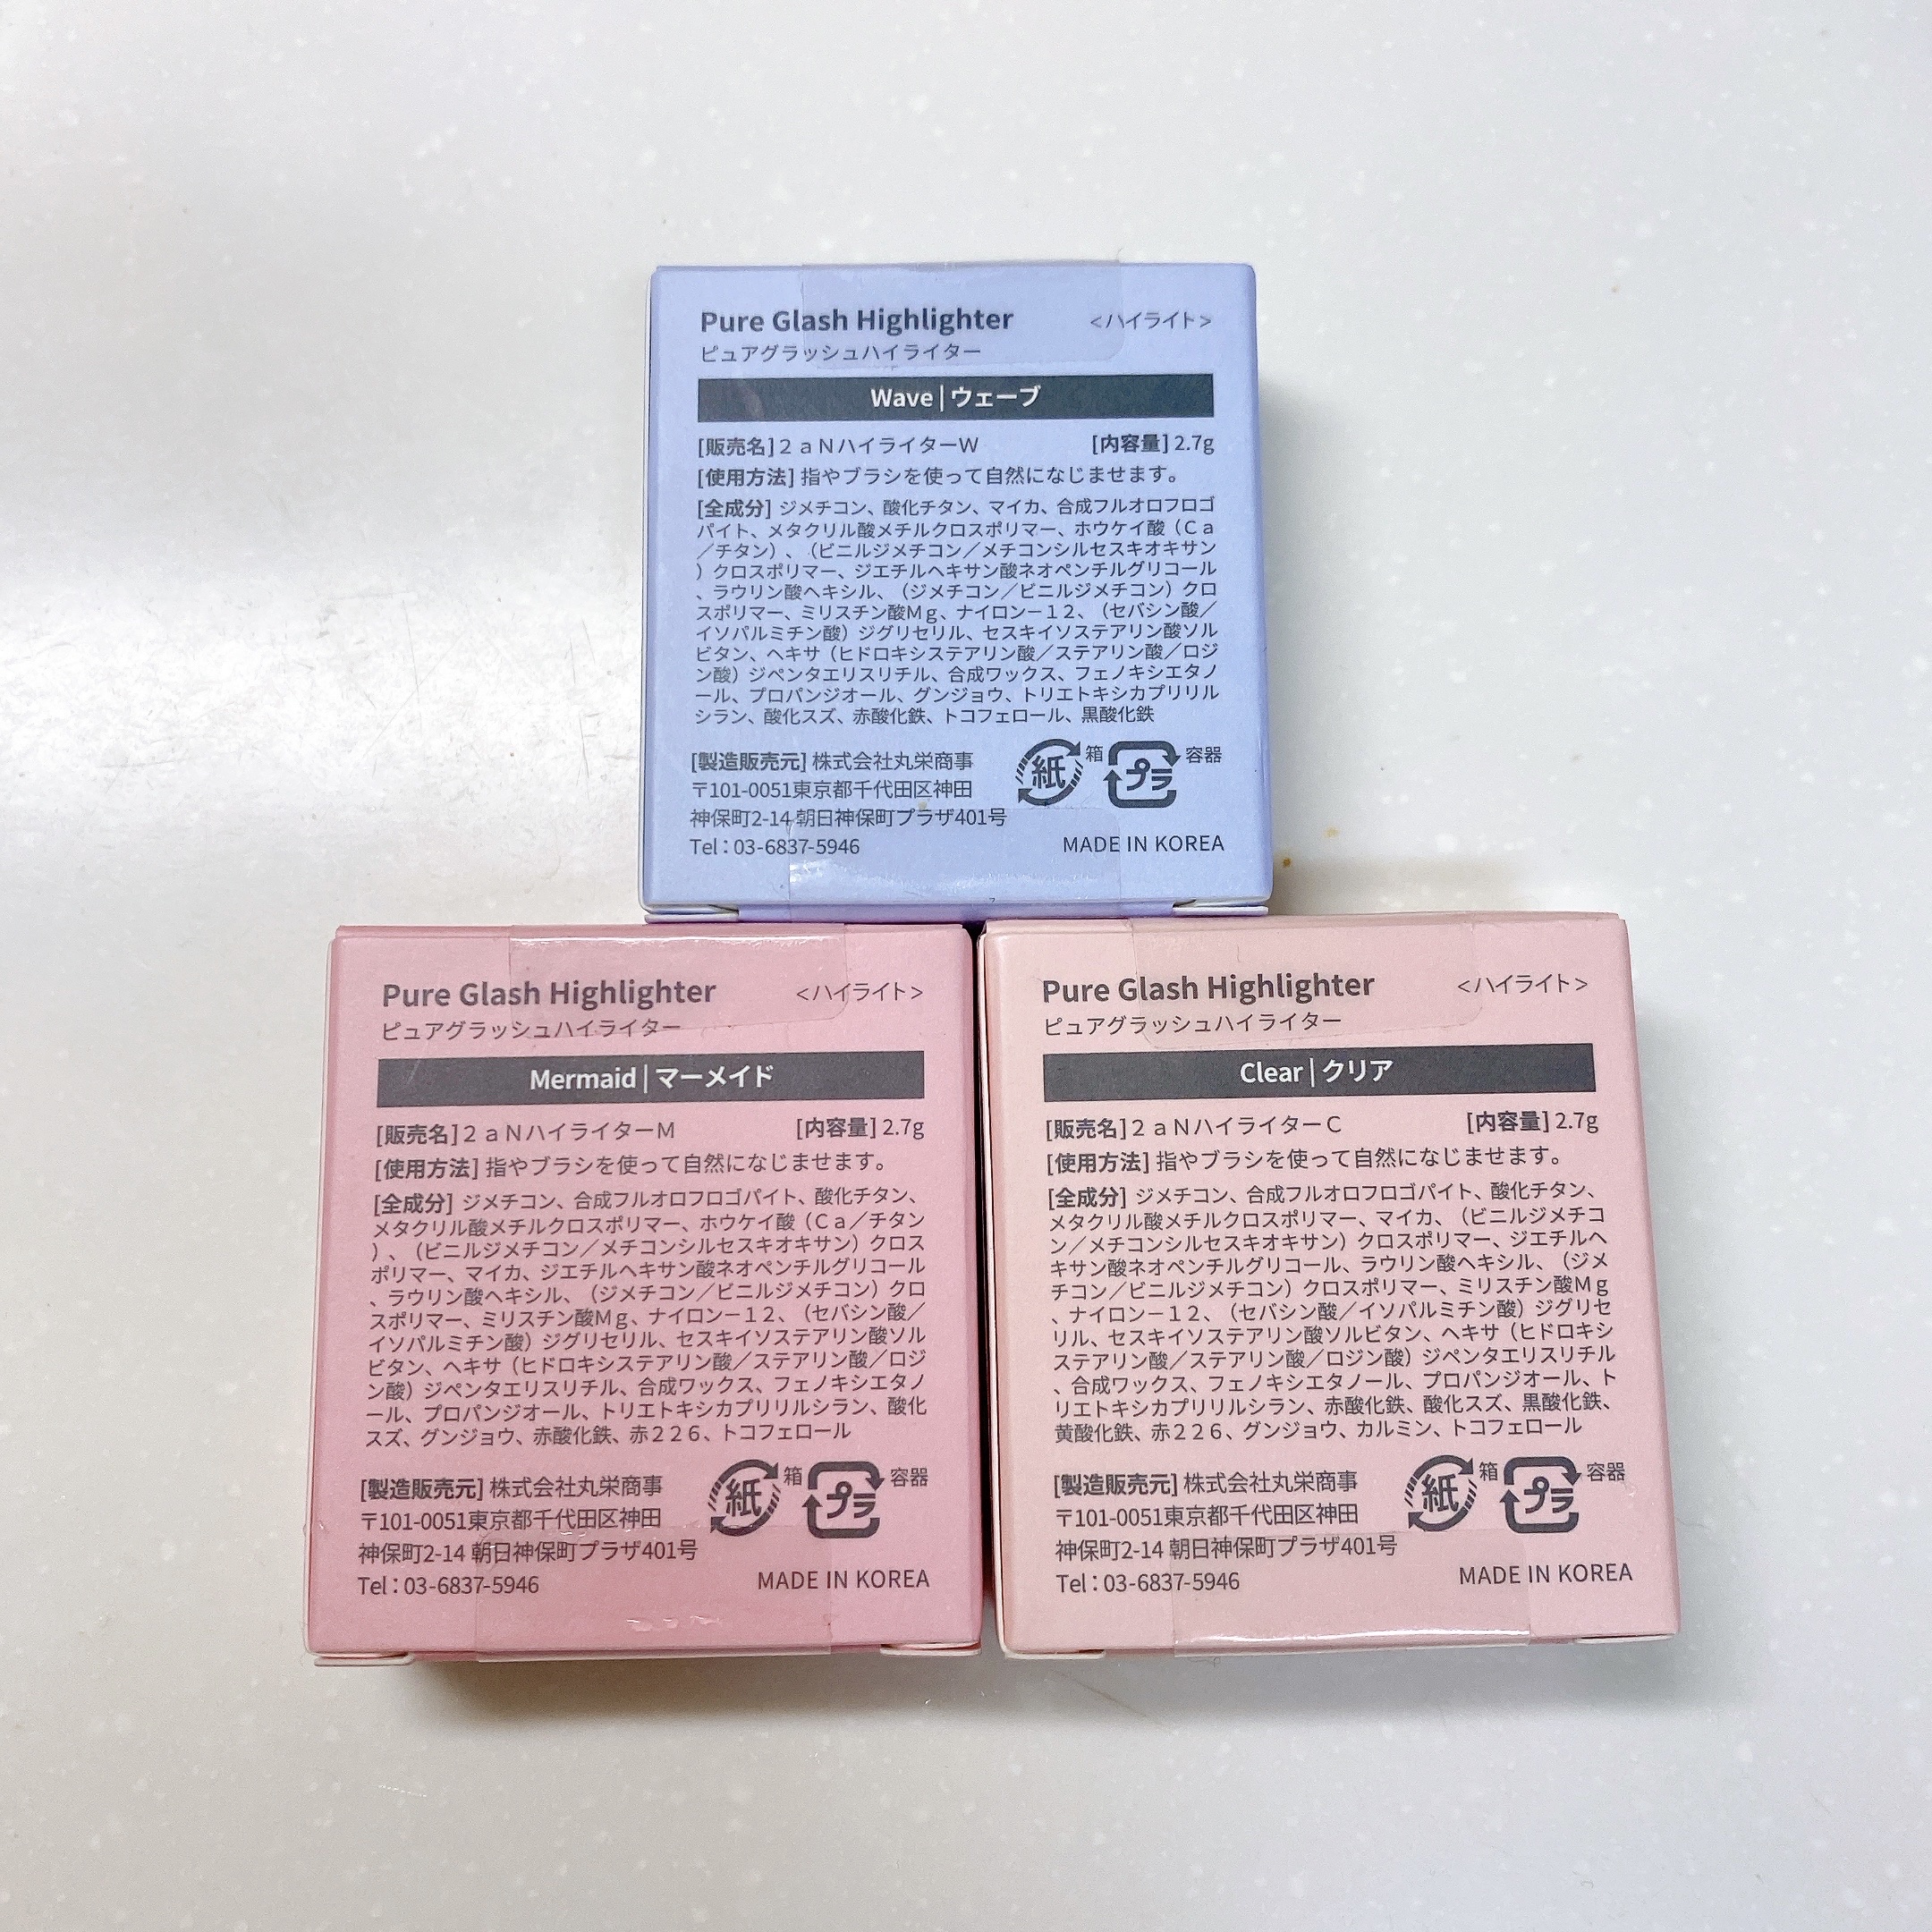 Pure Glash Highlighter <ハイライト>
ピュアグラッシュハイライター
Wave|ウェーブ
[販売名]２ａＮハイライターＷ [内容量] 2.7g
[使用方法] 指やブラシを使って自然になじませます。
[全成分] ジメチコン、酸化チタン、マイカ、合成フルオロフロゴ
パイト、メタクリル酸メチルクロスポリマー、ホウケイ酸（Ｃａ
／チタン）、（ビニルジメチコン／メチコンシルセスキオキサン
）クロスポリマー、ジエチルヘキサン酸ネオペンチルグリコール
、ラウリン酸ヘキシル、（ジメチコン／ビニルジメチコン）クロ
スポリマー、ミリスチン酸Ｍｇ、ナイロン－１２、（セバシン酸／
イソパルミチン酸）ジグリセリル、セスキイソステアリン酸ソル
ビタン、ヘキサ（ヒドロキシステアリン酸／ステアリン酸／ロジ
ン酸）ジペンタエリスリチル、合成ワックス、フェノキシエタノ
ール、プロパンジオール、グンジョウ、トリエトキシカプリリル
シラン、酸化スズ、赤酸化鉄、トコフェロール、黒酸化鉄
[製造販売元] 株式会社丸栄商事 紙 箱 プラ 容器
〒101-0051東京都千代田区神田
神保町2-14 朝日神保町プラザ401号
Tel：03-6837-5946 MADE IN KOREA
Pure Glash Highlighter <ハイライト>
ピュアグラッシュハイライター
Mermaid|マーメイド
[販売名]２ａＮハイライターＭ [内容量] 2.7g
[使用方法] 指やブラシを使って自然になじませます。
[全成分] ジメチコン、合成フルオロフロゴパイト、酸化チタン、
メタクリル酸メチルクロスポリマー、ホウケイ酸（Ｃａ／チタン
）、（ビニルジメチコン／メチコンシルセスキオキサン）クロス
ポリマー、マイカ、ジエチルヘキサン酸ネオペンチルグリコール
、ラウリン酸ヘキシル、（ジメチコン／ビニルジメチコン）クロ
スポリマー、ミリスチン酸Ｍｇ、ナイロン－１２、（セバシン酸／
イソパルミチン酸）ジグリセリル、セスキイソステアリン酸ソル
ビタン、ヘキサ（ヒドロキシステアリン酸／ステアリン酸／ロジ
ン酸）ジペンタエリスリチル、合成ワックス、フェノキシエタノ
ール、プロパンジオール、トリエトキシカプリリルシラン、酸化
スズ、グンジョウ、赤酸化鉄、赤２２６、トコフェロール
[製造販売元] 株式会社丸栄商事 紙 箱 プラ 容器
〒101-0051東京都千代田区神田
神保町2-14 朝日神保町プラザ401号
Tel：03-6837-5946 MADE IN KOREA
Pure Glash Highlighter <ハイライト>
ピュアグラッシュハイライター
Clear|クリア
[販売名]２ａＮハイライターＣ [内容量] 2.7g
[使用方法] 指やブラシを使って自然になじませます。
[全成分] ジメチコン、合成フルオロフロゴパイト、酸化チタン、
メタクリル酸メチルクロスポリマー、マイカ、（ビニルジメチコ
ン／メチコンシルセスキオキサン）クロスポリマー、ジエチルヘ
キサン酸ネオペンチルグリコール、ラウリン酸ヘキシル、（ジメ
チコン／ビニルジメチコン）クロスポリマー、ミリスチン酸Ｍｇ
、ナイロン－１２、（セバシン酸／イソパルミチン酸）ジグリセ
リル、セスキイソステアリン酸ソルビタン、ヘキサ（ヒドロキシ
ステアリン酸／ステアリン酸／ロジン酸）ジペンタエリスリチル
、合成ワックス、フェノキシエタノール、プロパンジオール、ト
リエトキシカプリリルシラン、赤酸化鉄、酸化スズ、黒酸化鉄、
黄酸化鉄、赤２２６、グンジョウ、カルミン、トコフェロール
[製造販売元] 株式会社丸栄商事 紙 箱 プラ 容器
〒101-0051東京都千代田区神田
神保町2-14 朝日神保町プラザ401号
Tel：03-6837-5946 MADE IN KOREA